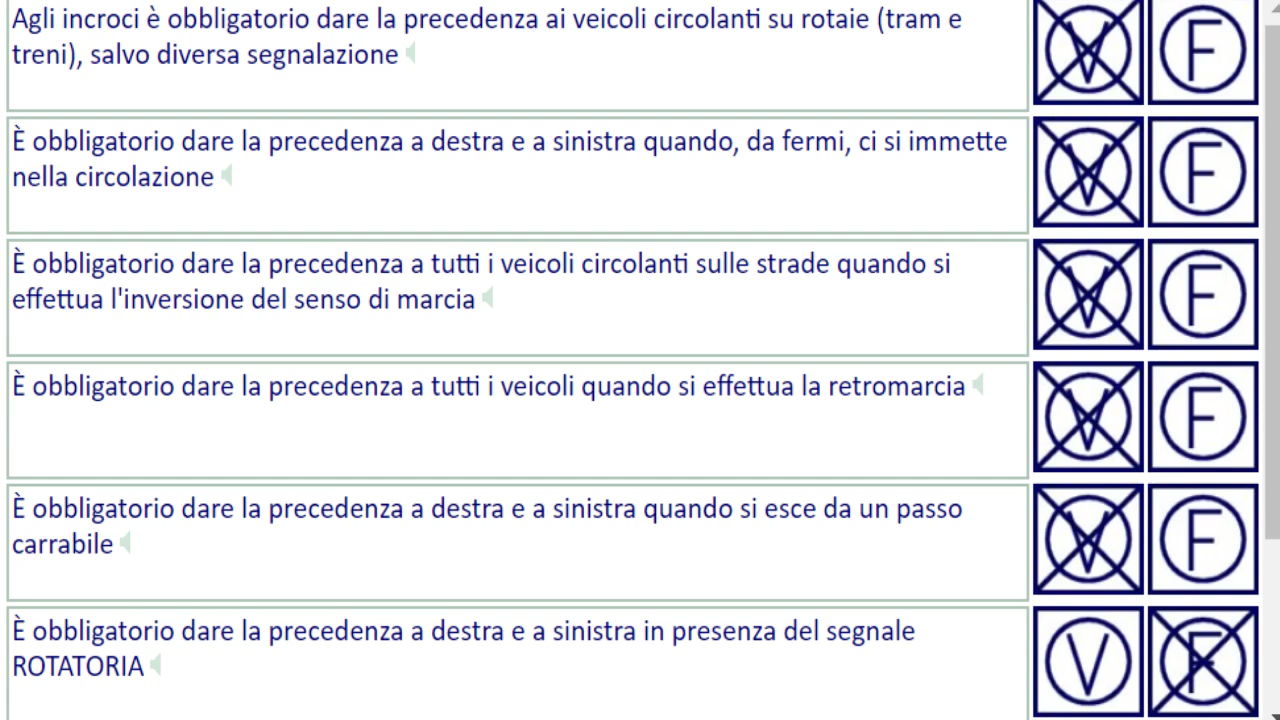 Agli incroci è obbligatorio dare la precedenza ai veicoli circolanti su rotaie (tram e
treni), salvo diversa segnalazione
V F
È obbligatorio dare la precedenza a destra e a sinistra quando, da fermi, ci si immette
nella circolazione
V F
È obbligatorio dare la precedenza a tutti i veicoli circolanti sulle strade quando si
effettua l'inversione del senso di marcia
V F
È obbligatorio dare la precedenza a tutti i veicoli quando si effettua la retromarcia
V F
È obbligatorio dare la precedenza a destra e a sinistra quando si esce da un passo
carrabile
V F
È obbligatorio dare la precedenza a destra e a sinistra in presenza del segnale
ROTATORIA
V F